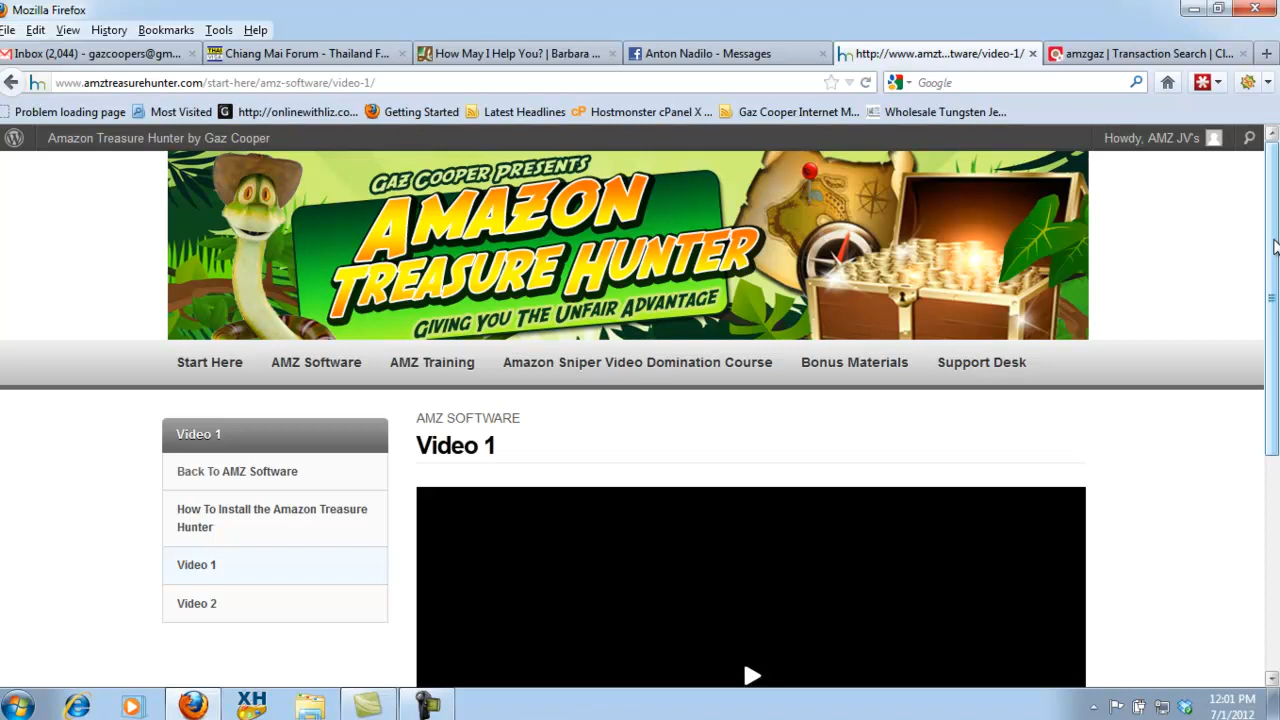 Mozilla Firefox
File Edit View History Bookmarks Tools Help
Inbox (2,044) - gazcoopers@gm... Chiang Mai Forum - Thailand F... How May I Help You? | Barbara ... Anton Nadilo - Messages http://www.amzt...tware/video-1/ amzgaz | Transaction Search | Cl...
www.amztreasurehunter.com/start-here/amz-software/video-1/ Google
Problem loading page Most Visited http://onlinewithliz.co... Getting Started Latest Headlines Hostmonster cPanel X ... Gaz Cooper Internet M... Wholesale Tungsten Je...
Amazon Treasure Hunter by Gaz Cooper Howdy, AMZ JV's
GAZ COOPER PRESENTS
AMAZON
TREASURE HUNTER
GIVING YOU THE UNFAIR ADVANTAGE
Start Here AMZ Software AMZ Training Amazon Sniper Video Domination Course Bonus Materials Support Desk
AMZ SOFTWARE
Video 1
Video 1
Back To AMZ Software
How To Install the Amazon Treasure
Hunter
Video 1
Video 2
XH
12:01 PM
7/1/2012